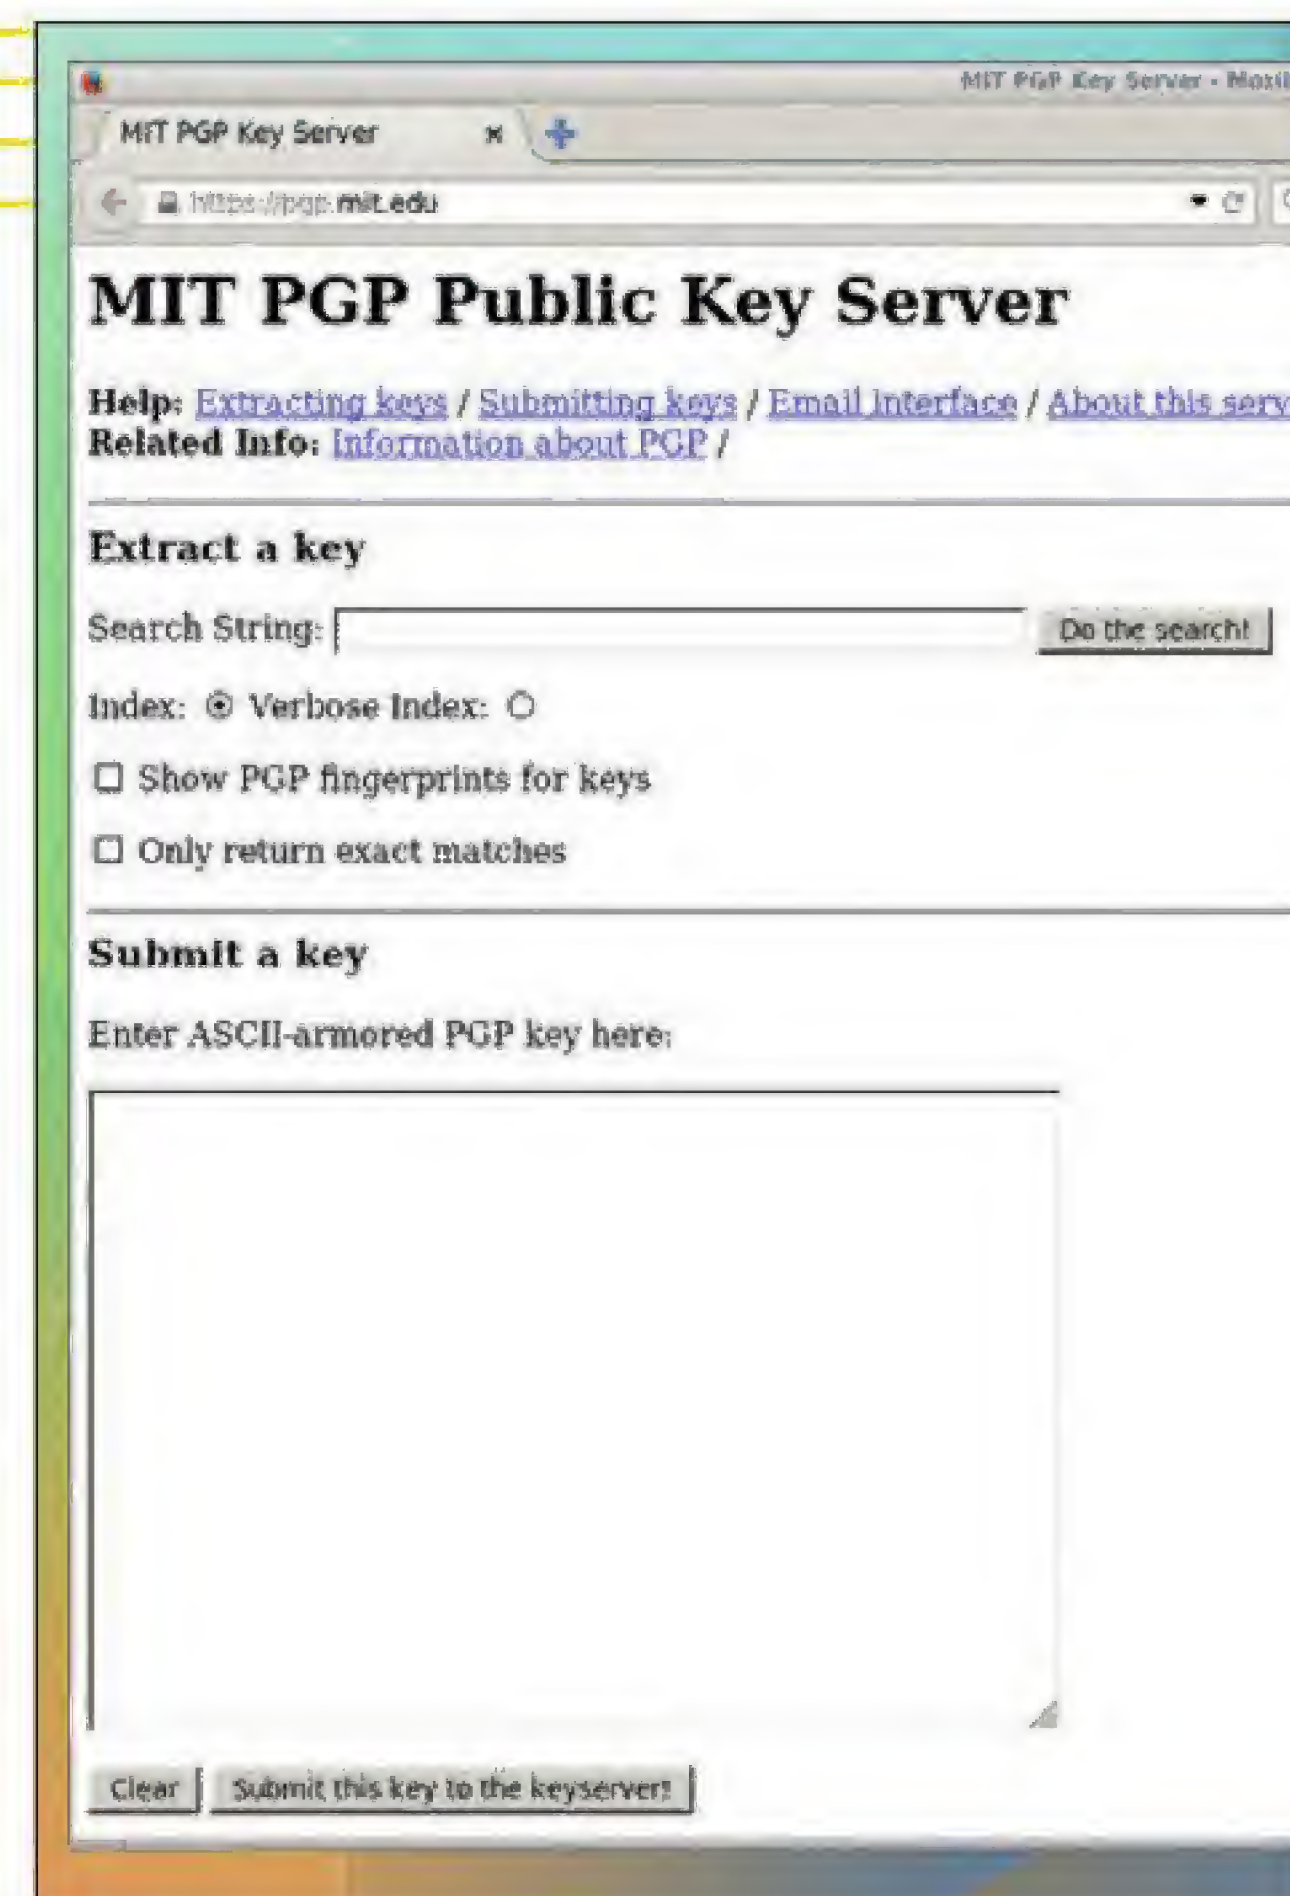 MIT PGP Key Server - Mozil
MIT PGP Key Server
https://pgp.mit.edu
MIT PGP Public Key Server
Help: Extracting keys / Submitting keys / Email interface / About this serv
Related Info: Information about PGP /
Extract a key
Search String:
Do the search!
Index: Verbose Index:
Show PGP fingerprints for keys
Only return exact matches
Submit a key
Enter ASCII-armored PGP key here:
Clear
Submit this key to the keyserver!